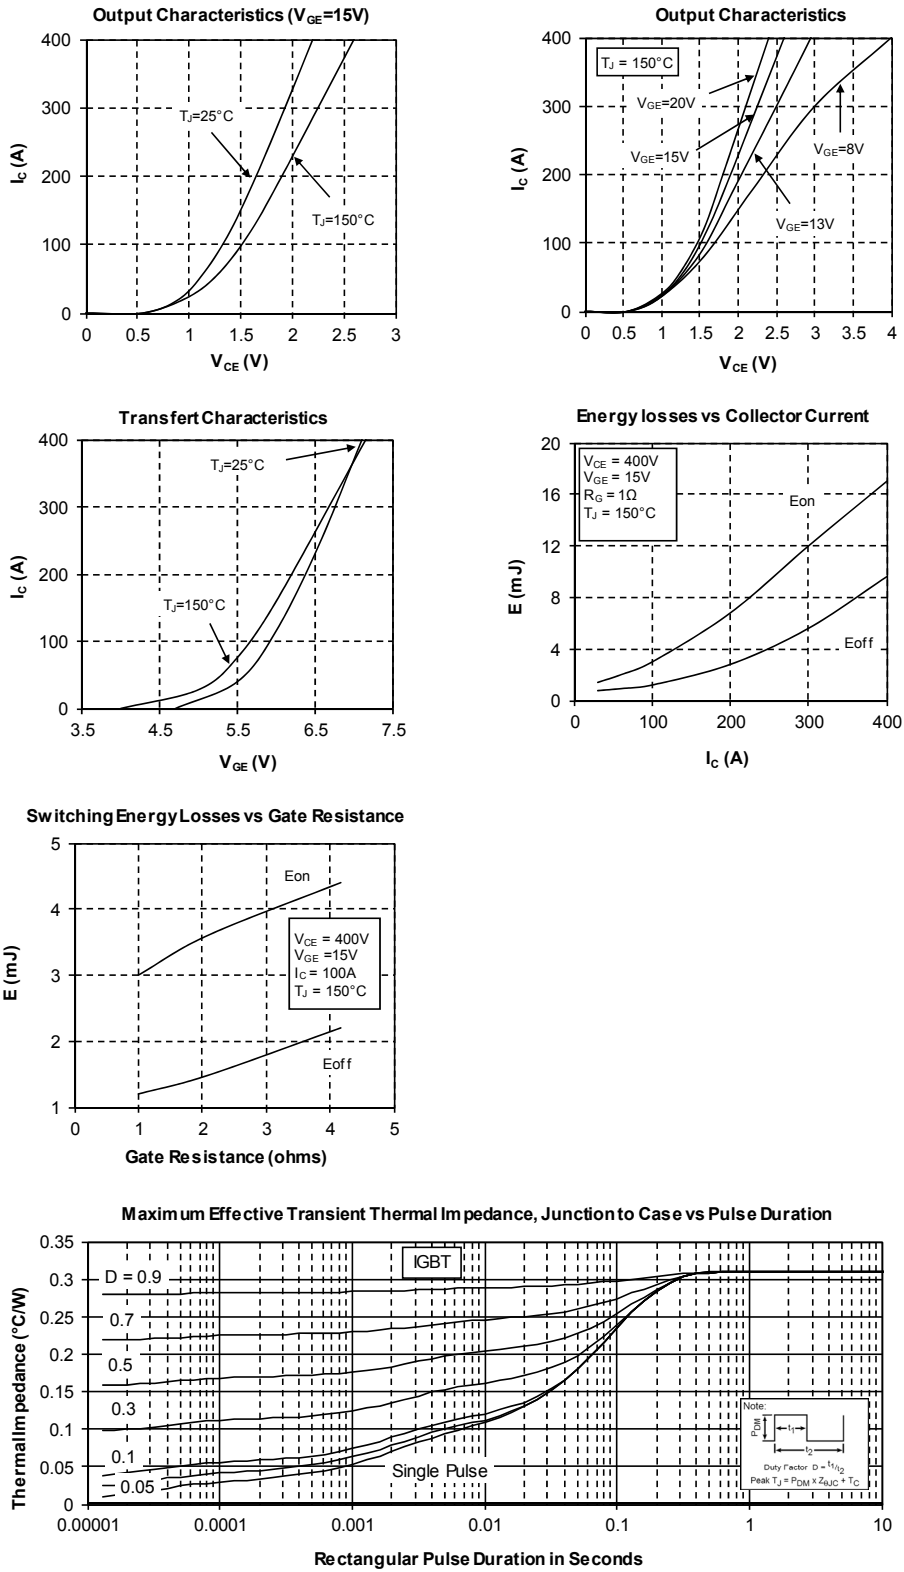 Output Characteristics (VGE=15V)
400
300
200
100
0
0 0.5 1 1.5 2 2.5 3
IC (A)
VCE (V)
TJ=25°C
TJ=150°C
Output Characteristics
400
300
200
100
0
0 0.5 1 1.5 2 2.5 3 3.5 4
IC (A)
VCE (V)
TJ = 150°C
VGE=20V
VGE=15V
VGE=8V
VGE=13V
Transfert Characteristics
400
300
200
100
0
3.5 4.5 5.5 6.5 7.5
IC (A)
VGE (V)
TJ=25°C
TJ=150°C
Energy losses vs Collector Current
20
16
12
8
4
0
0 100 200 300 400
E (mJ)
IC (A)
VCE = 400V
VGE = 15V
RG = 1Ω
TJ = 150°C
Eon
Eoff
Switching Energy Losses vs Gate Resistance
5
4
3
2
1
0 1 2 3 4 5
E (mJ)
Gate Resistance (ohms)
Eon
VCE = 400V
VGE =15V
IC = 100A
TJ = 150°C
Eoff
Maximum Effective Transient Thermal Impedance, Junction to Case vs Pulse Duration
0.35
0.3
0.25
0.2
0.15
0.1
0.05
0
0.00001 0.0001 0.001 0.01 0.1 1 10
Thermal Impedance (°C/W)
Rectangular Pulse Duration in Seconds
IGBT
D = 0.9
0.7
0.5
0.3
0.1
0.05
Single Pulse
Note:
PDM
t1
t2
Duty Factor D = t1/t2
Peak TJ = PDM x ZθJC + TC